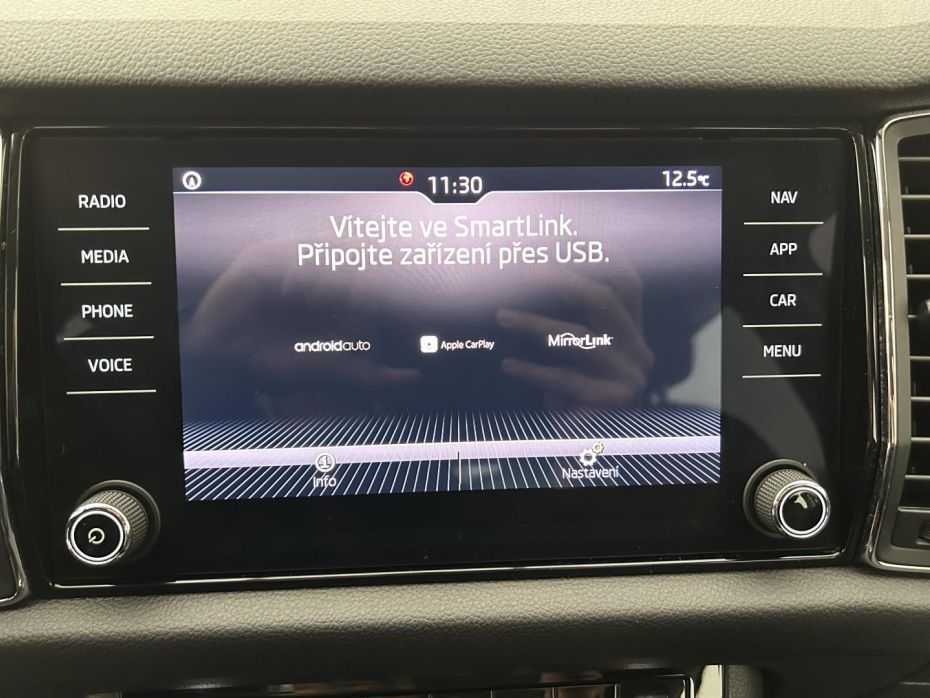 11:30
12.5°C
RADIO
MEDIA
PHONE
VOICE
Vítejte ve SmartLink.
Připojte zařízení přes USB.
androidauto
Apple CarPlay
MirrorLink
Info
Nastavení
NAV
APP
CAR
MENU